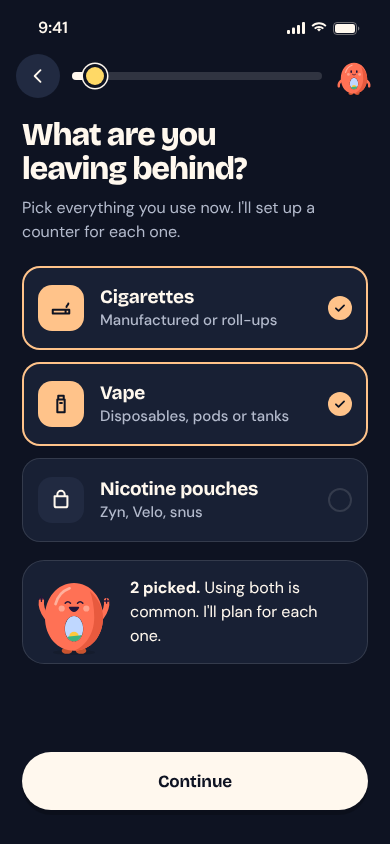 9:41
What are you
leaving behind?
Pick everything you use now. I'll set up a
counter for each one.
Cigarettes
Manufactured or roll-ups
Vape
Disposables, pods or tanks
Nicotine pouches
Zyn, Velo, snus
2 picked. Using both is
common. I'll plan for each
one.
Continue